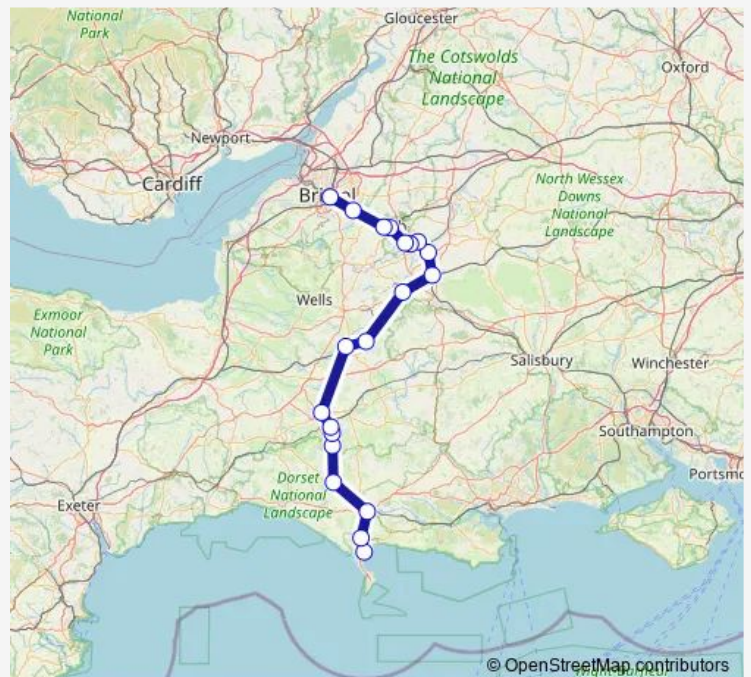 National
Park
Gloucester
The Cotswolds
National
Landscape
Oxford
Newport
Cardiff
Bristol
North Wessex
Downs
National
Landscape
Wells
Exmoor
National
Park
Salisbury
Winchester
Southampton
Portsmo
Dorset
National
Landscape
Exeter
© OpenStreetMap contributors